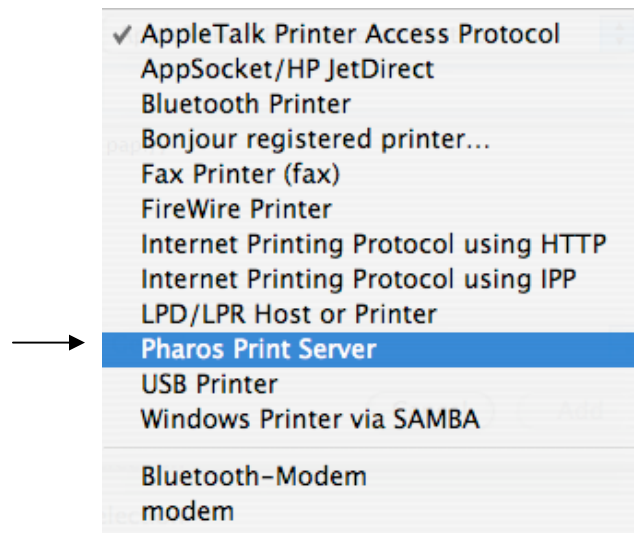 ✓ AppleTalk Printer Access Protocol
AppSocket/HP JetDirect
Bluetooth Printer
Bonjour registered printer...
Fax Printer (fax)
FireWire Printer
Internet Printing Protocol using HTTP
Internet Printing Protocol using IPP
LPD/LPR Host or Printer
Pharos Print Server
USB Printer
Windows Printer via SAMBA
Bluetooth-Modem
modem